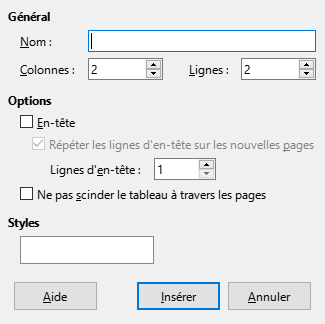 Général
Nom :
Colonnes : 2 Lignes : 2
Options
En-tête
Répéter les lignes d'en-tête sur les nouvelles pages
Lignes d'en-tête : 1
Ne pas scinder le tableau à travers les pages
Styles
Aide Insérer Annuler